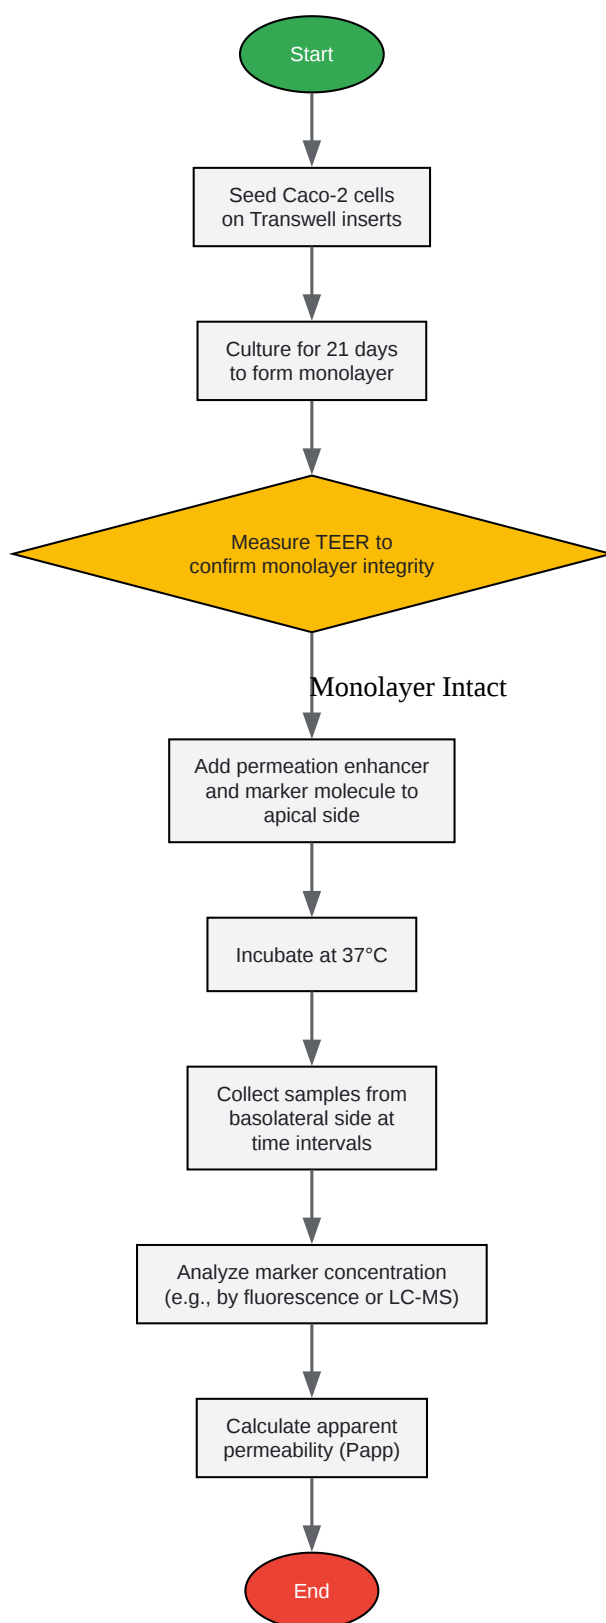 Start
Seed Caco-2 cells
on Transwell inserts
Culture for 21 days
to form monolayer
Measure TEER to
confirm monolayer integrity
Monolayer Intact
Add permeation enhancer
and marker molecule to
apical side
Incubate at 37°C
Collect samples from
basolateral side at
time intervals
Analyze marker concentration
(e.g., by fluorescence or LC-MS)
Calculate apparent
permeability (Papp)
End